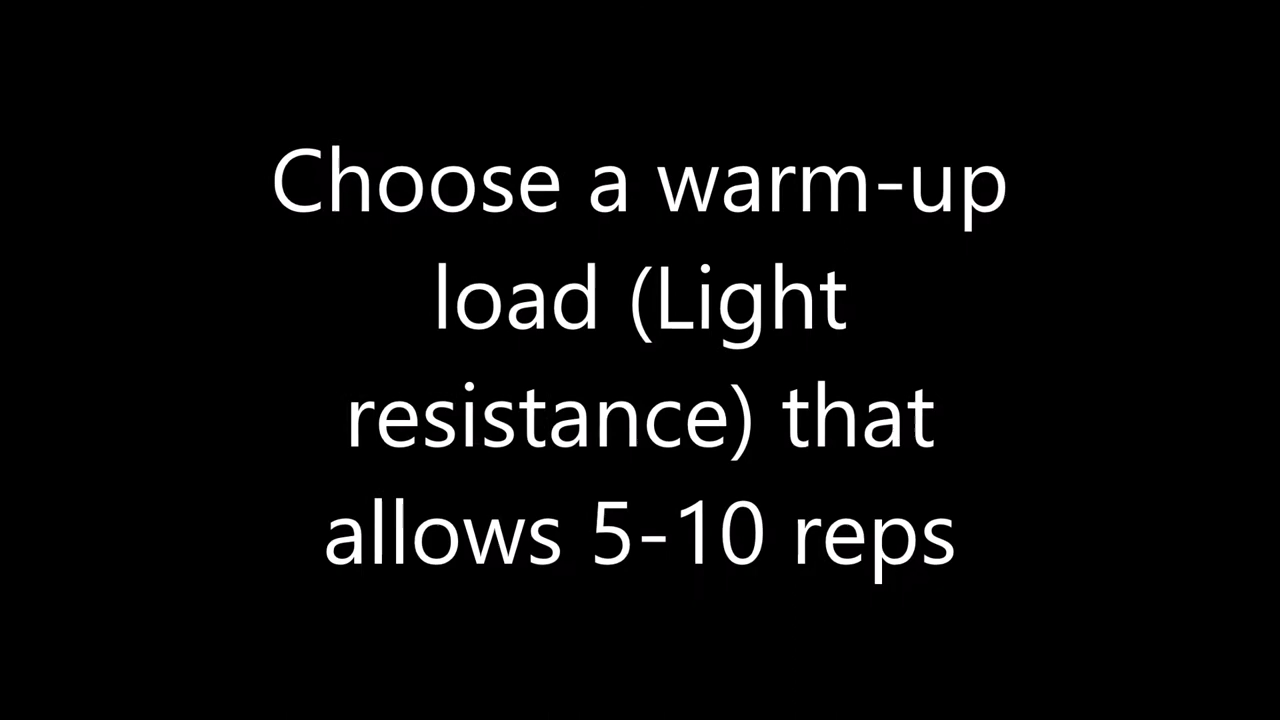 Choose a warm-up
load (Light
resistance) that
allows 5-10 reps